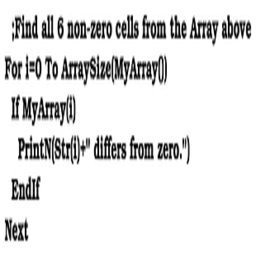 ;Find all 6 non-zero cells from the Array above
For i=0 To ArraySize(MyArray())
If MyArray(i)
PrintN(Str(i)+" differs from zero.")
EndIf
Next